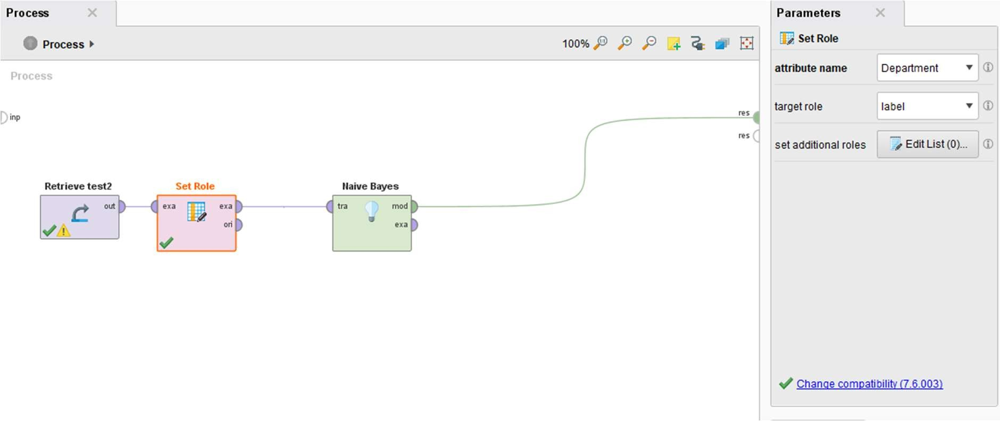 Process
Process
100%
Process
inp
res
res
Retrieve test2
out
Set Role
exa
exa
ori
Naive Bayes
tra
mod
exa
Parameters
Set Role
attribute name
Department
target role
label
set additional roles
Edit List (0)...
Change compatibility (7.6.003)